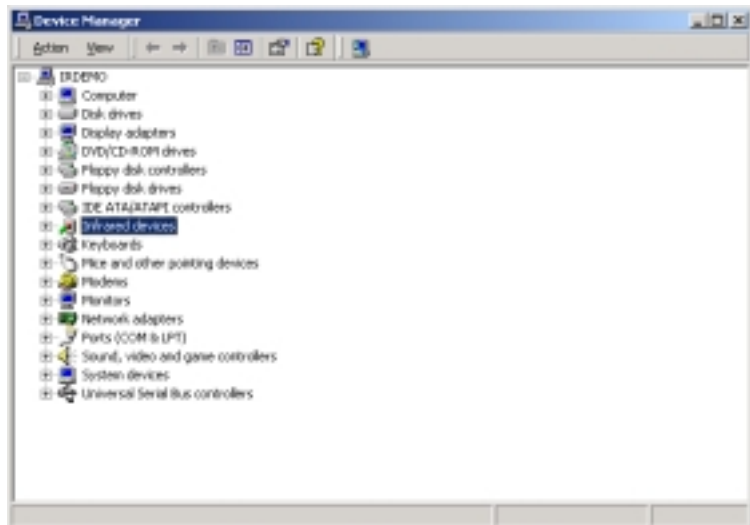 Device Manager
Action View
IRDEMO
Computer
Disk drives
Display adapters
DVD/CD-ROM drives
Floppy disk controllers
Floppy disk drives
IDE ATA/ATAPI controllers
Infrared devices
Keyboards
Mice and other pointing devices
Modems
Monitors
Network adapters
Ports (COM & LPT)
Sound, video and game controllers
System devices
Universal Serial Bus controllers